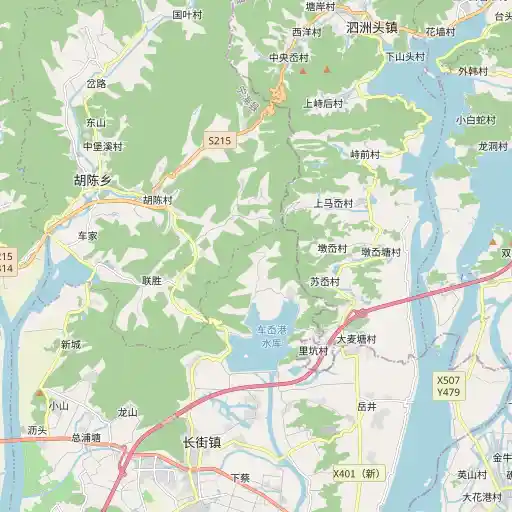 国叶村
塘岸村
泗洲头镇
台头
西洋村
花墙村
中央岙村
下山头村
外韩村
岔路
宁海县
上峙后村
东山
小白蛇村
S215
中堡溪村
龙洞村
峙前村
胡陈乡
胡陈村
上马岙村
车家
墩岙村
墩岙塘村
双
215
314
联胜
苏岙村
车岙港
水库
新城
里坑村
大麦塘村
X507
Y479
小山
龙山
岳井
沥头
总浦塘
长街镇
金牛
X401（新）
下蔡
英山村
大花港村